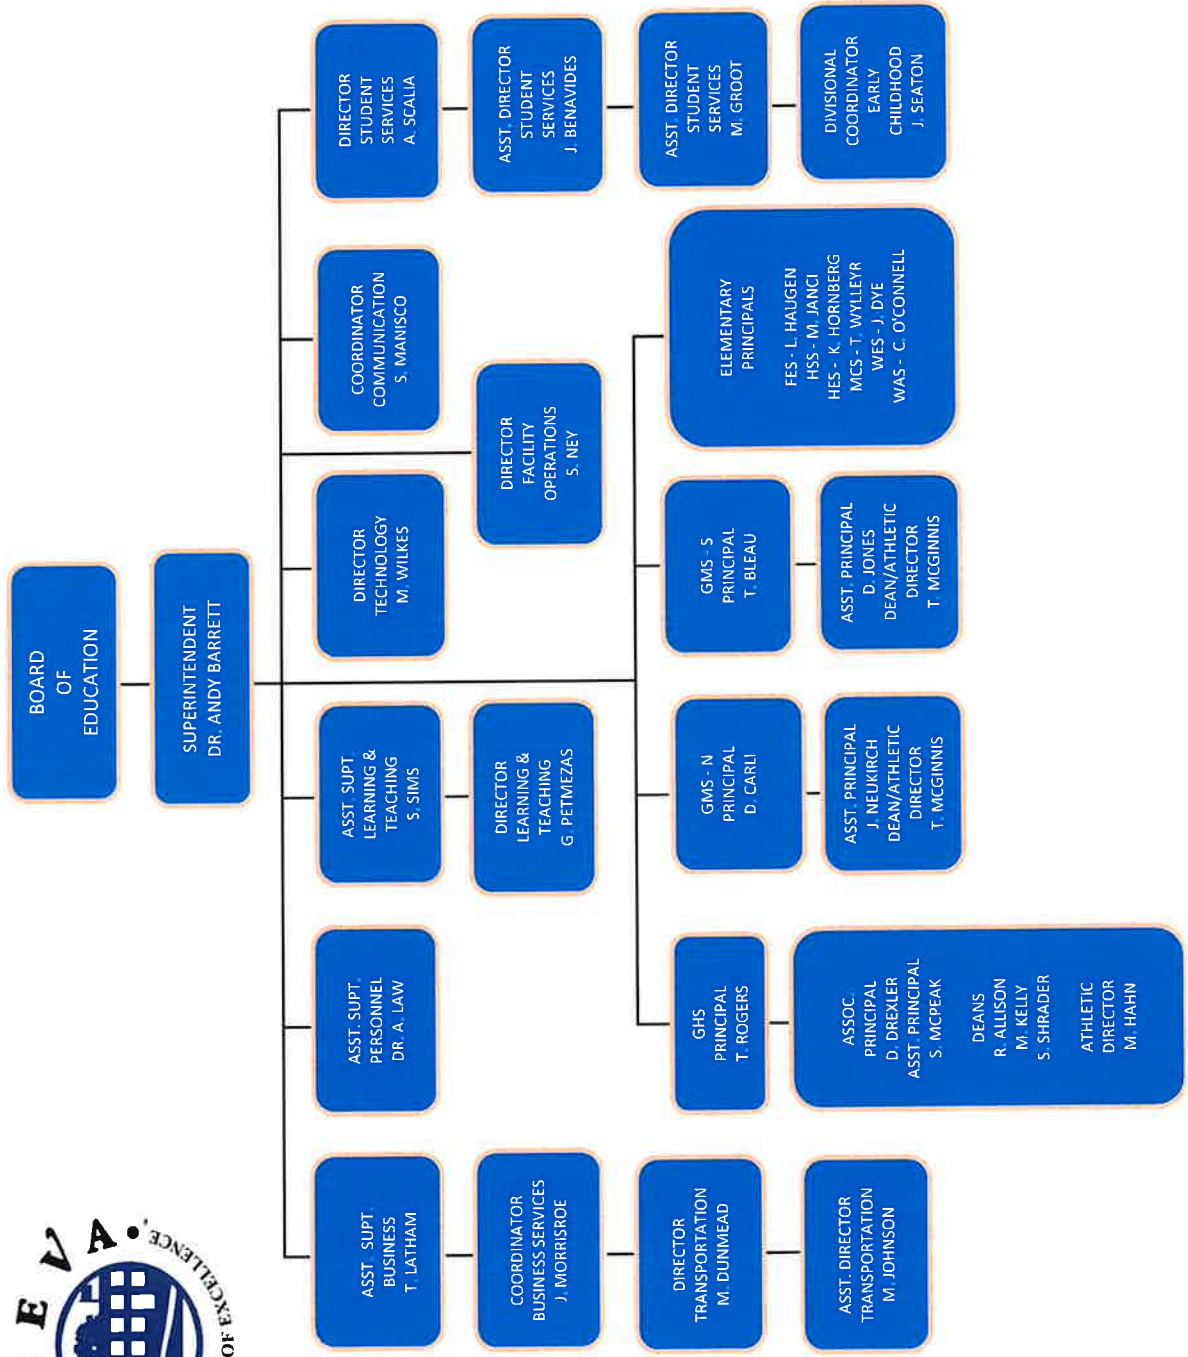 BOARD
OF
EDUCATION
SUPERINTENDENT
DR. ANDY BARRETT
ASST. SUPT.
BUSINESS
T. LATHAM
COORDINATOR
BUSINESS SERVICES
J. MORRISROE
DIRECTOR
TRANSPORTATION
M. DUNMEAD
ASST. DIRECTOR
TRANSPORTATION
M. JOHNSON
ASST. SUPT.
PERSONNEL
DR. A. LAW
ASST. SUPT.
LEARNING &
TEACHING
S. SIMS
DIRECTOR
LEARNING &
TEACHING
G. PETMEZAS
DIRECTOR
TECHNOLOGY
M. WILKES
DIRECTOR
FACILITY
OPERATIONS
S. NEY
COORDINATOR
COMMUNICATION
S. MANISCO
DIRECTOR
STUDENT
SERVICES
A. SCALIA
ASST. DIRECTOR
STUDENT
SERVICES
J. BENAVIDES
ASST. DIRECTOR
STUDENT
SERVICES
M. GROOT
DIVISIONAL
COORDINATOR
EARLY
CHILDHOOD
J. SEATON
GHS
PRINCIPAL
T. ROGERS
ASSOC.
PRINCIPAL
D. DREXLER
ASST. PRINCIPAL
S. MCPEAK
DEANS
R. ALLISON
M. KELLY
S. SHRADER
ATHLETIC
DIRECTOR
M. HAHN
GMS - N
PRINCIPAL
D. CARLI
ASST. PRINCIPAL
J. NEUKIRCH
DEAN/ATHLETIC
DIRECTOR
T. MCGINNIS
GMS - S
PRINCIPAL
T. BLEAU
ASST. PRINCIPAL
D. JONES
DEAN/ATHLETIC
DIRECTOR
T. MCGINNIS
ELEMENTARY
PRINCIPALS
FES - L. HAUGEN
HSS - M. JANCI
HES - K. HORNBERG
MCS - T. WYLLEYR
WES - J. DYE
WAS - C. O'CONNELL
E V A •
OF EXCELLENCE